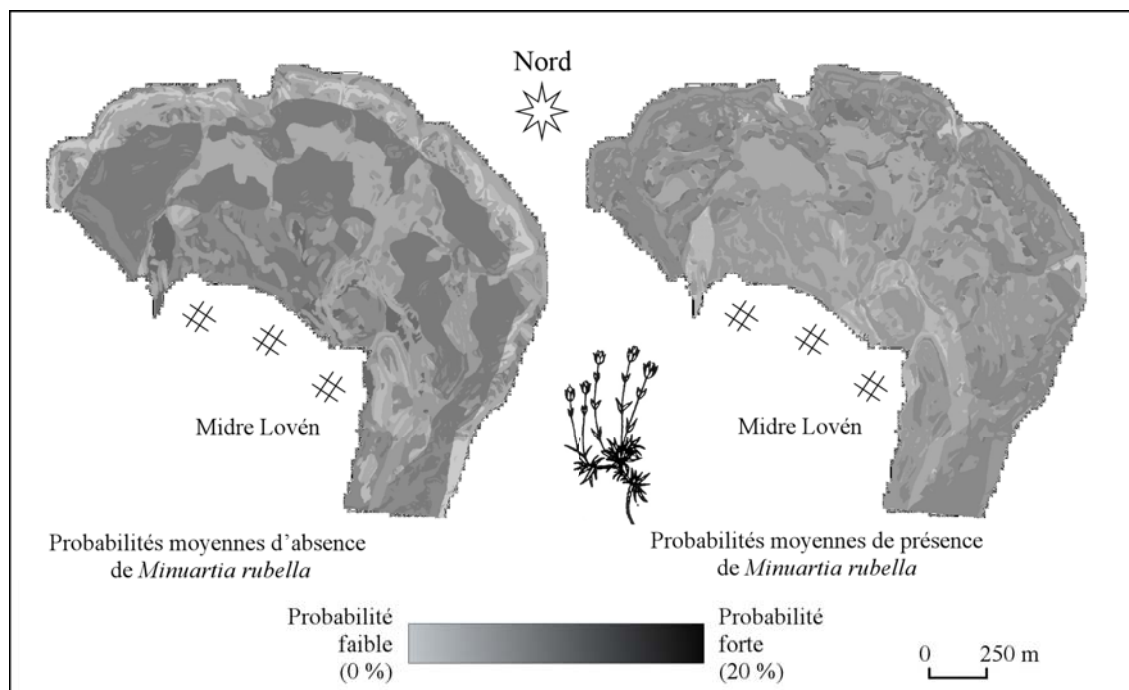 Nord
Midre Lovén
Midre Lovén
Probabilités moyennes d’absence
de Minuartia rubella
Probabilités moyennes de présence
de Minuartia rubella
Probabilité
faible
(0 %)
Probabilité
forte
(20 %)
0 250 m